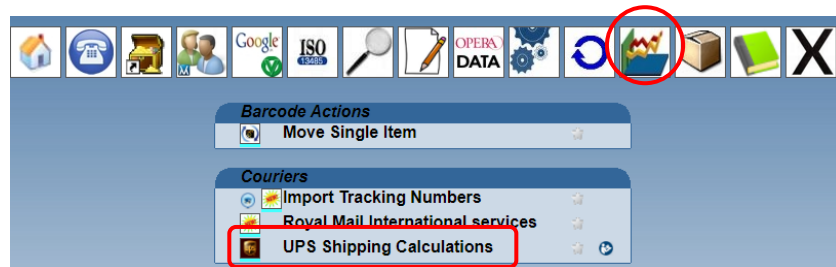 Google ISO 13485 OPERA DATA X
M
Barcode Actions
Move Single Item
Couriers
Import Tracking Numbers
Royal Mail International services
UPS Shipping Calculations